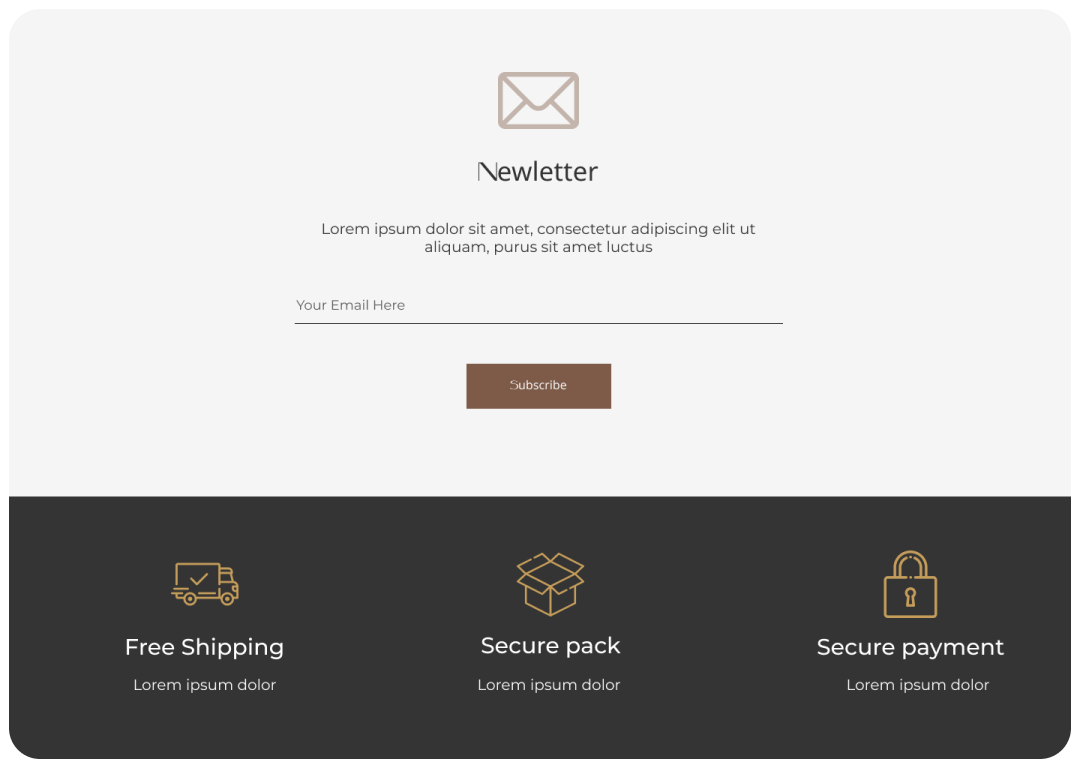 Newletter
Lorem ipsum dolor sit amet, consectetur adipiscing elit ut
aliquam, purus sit amet luctus
Your Email Here
Subscribe
Free Shipping
Lorem ipsum dolor
Secure pack
Lorem ipsum dolor
Secure payment
Lorem ipsum dolor